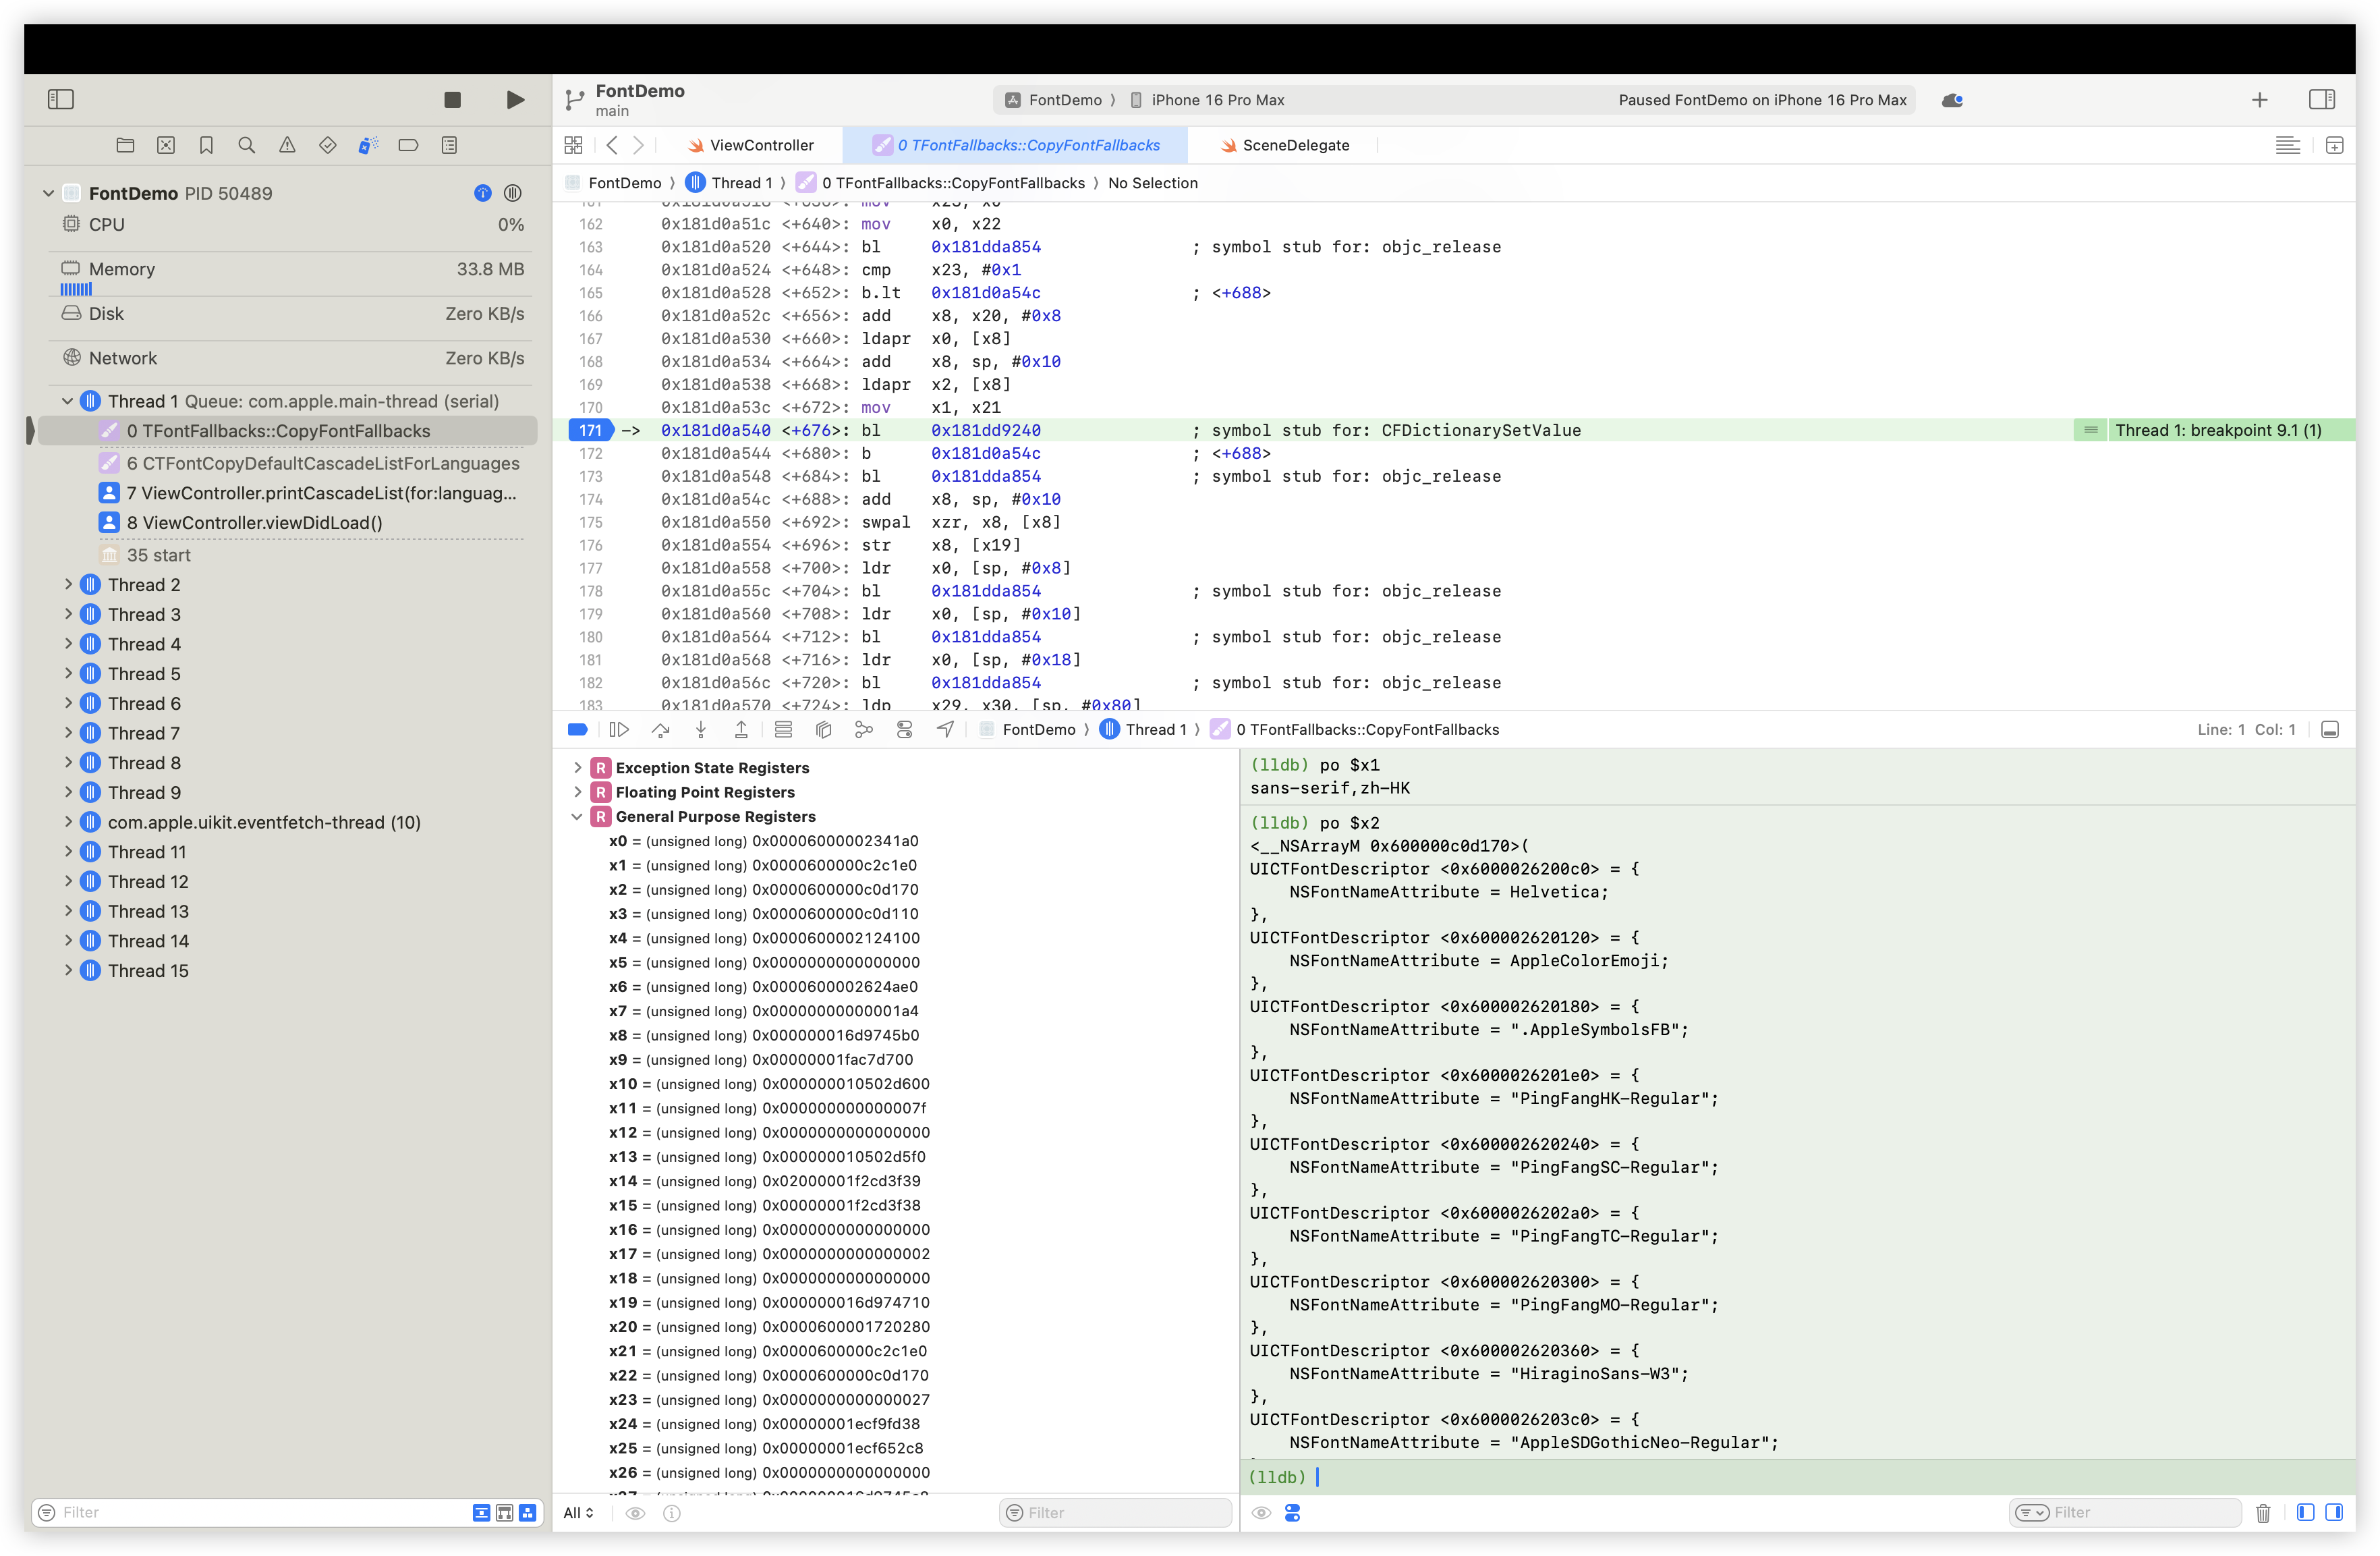 FontDemo
main
FontDemo 〉 iPhone 16 Pro Max
Paused FontDemo on iPhone 16 Pro Max
ViewController
0 TFontFallbacks::CopyFontFallbacks
SceneDelegate
FontDemo 〉 Thread 1 〉 0 TFontFallbacks::CopyFontFallbacks 〉 No Selection
FontDemo PID 50489
CPU 0%
Memory 33.8 MB
Disk Zero KB/s
Network Zero KB/s
Thread 1 Queue: com.apple.main-thread (serial)
0 TFontFallbacks::CopyFontFallbacks
6 CTFontCopyDefaultCascadeListForLanguages
7 ViewController.printCascadeList(for:languag...
8 ViewController.viewDidLoad()
35 start
Thread 2
Thread 3
Thread 4
Thread 5
Thread 6
Thread 7
Thread 8
Thread 9
com.apple.uikit.eventfetch-thread (10)
Thread 11
Thread 12
Thread 13
Thread 14
Thread 15
Filter
162 0x181d0a51c <+640>: mov x0, x22
163 0x181d0a520 <+644>: bl 0x181dda854 ; symbol stub for: objc_release
164 0x181d0a524 <+648>: cmp x23, #0x1
165 0x181d0a528 <+652>: b.lt 0x181d0a54c ; <+688>
166 0x181d0a52c <+656>: add x8, x20, #0x8
167 0x181d0a530 <+660>: ldapr x0, [x8]
168 0x181d0a534 <+664>: add x8, sp, #0x10
169 0x181d0a538 <+668>: ldapr x2, [x8]
170 0x181d0a53c <+672>: mov x1, x21
171 -> 0x181d0a540 <+676>: bl 0x181dd9240 ; symbol stub for: CFDictionarySetValue Thread 1: breakpoint 9.1 (1)
172 0x181d0a544 <+680>: b 0x181d0a54c ; <+688>
173 0x181d0a548 <+684>: bl 0x181dda854 ; symbol stub for: objc_release
174 0x181d0a54c <+688>: add x8, sp, #0x10
175 0x181d0a550 <+692>: swpal xzr, x8, [x8]
176 0x181d0a554 <+696>: str x8, [x19]
177 0x181d0a558 <+700>: ldr x0, [sp, #0x8]
178 0x181d0a55c <+704>: bl 0x181dda854 ; symbol stub for: objc_release
179 0x181d0a560 <+708>: ldr x0, [sp, #0x10]
180 0x181d0a564 <+712>: bl 0x181dda854 ; symbol stub for: objc_release
181 0x181d0a568 <+716>: ldr x0, [sp, #0x18]
182 0x181d0a56c <+720>: bl 0x181dda854 ; symbol stub for: objc_release
183 0x181d0a570 <+724>: ldp x29, x30, [sp, #0x80]
FontDemo 〉 Thread 1 〉 0 TFontFallbacks::CopyFontFallbacks
Line: 1 Col: 1
R Exception State Registers
R Floating Point Registers
R General Purpose Registers
x0 = (unsigned long) 0x00006000002341a0
x1 = (unsigned long) 0x0000600000c2c1e0
x2 = (unsigned long) 0x0000600000c0d170
x3 = (unsigned long) 0x0000600000c0d110
x4 = (unsigned long) 0x0000600002124100
x5 = (unsigned long) 0x0000000000000000
x6 = (unsigned long) 0x0000600002624ae0
x7 = (unsigned long) 0x00000000000001a4
x8 = (unsigned long) 0x000000016d9745b0
x9 = (unsigned long) 0x00000001fac7d700
x10 = (unsigned long) 0x000000010502d600
x11 = (unsigned long) 0x000000000000007f
x12 = (unsigned long) 0x0000000000000000
x13 = (unsigned long) 0x000000010502d5f0
x14 = (unsigned long) 0x02000001f2cd3f39
x15 = (unsigned long) 0x00000001f2cd3f38
x16 = (unsigned long) 0x0000000000000000
x17 = (unsigned long) 0x0000000000000002
x18 = (unsigned long) 0x0000000000000000
x19 = (unsigned long) 0x000000016d974710
x20 = (unsigned long) 0x0000600001720280
x21 = (unsigned long) 0x0000600000c2c1e0
x22 = (unsigned long) 0x0000600000c0d170
x23 = (unsigned long) 0x0000000000000027
x24 = (unsigned long) 0x00000001ecf9fd38
x25 = (unsigned long) 0x00000001ecf652c8
x26 = (unsigned long) 0x0000000000000000
All
Filter
(lldb) po $x1
sans-serif,zh-HK
(lldb) po $x2
<__NSArrayM 0x600000c0d170>(
UICTFontDescriptor <0x6000026200c0> = {
NSFontNameAttribute = Helvetica;
},
UICTFontDescriptor <0x600002620120> = {
NSFontNameAttribute = AppleColorEmoji;
},
UICTFontDescriptor <0x600002620180> = {
NSFontNameAttribute = ".AppleSymbolsFB";
},
UICTFontDescriptor <0x6000026201e0> = {
NSFontNameAttribute = "PingFangHK-Regular";
},
UICTFontDescriptor <0x600002620240> = {
NSFontNameAttribute = "PingFangSC-Regular";
},
UICTFontDescriptor <0x6000026202a0> = {
NSFontNameAttribute = "PingFangTC-Regular";
},
UICTFontDescriptor <0x600002620300> = {
NSFontNameAttribute = "PingFangMO-Regular";
},
UICTFontDescriptor <0x600002620360> = {
NSFontNameAttribute = "HiraginoSans-W3";
},
UICTFontDescriptor <0x6000026203c0> = {
NSFontNameAttribute = "AppleSDGothicNeo-Regular";
(lldb)
Filter